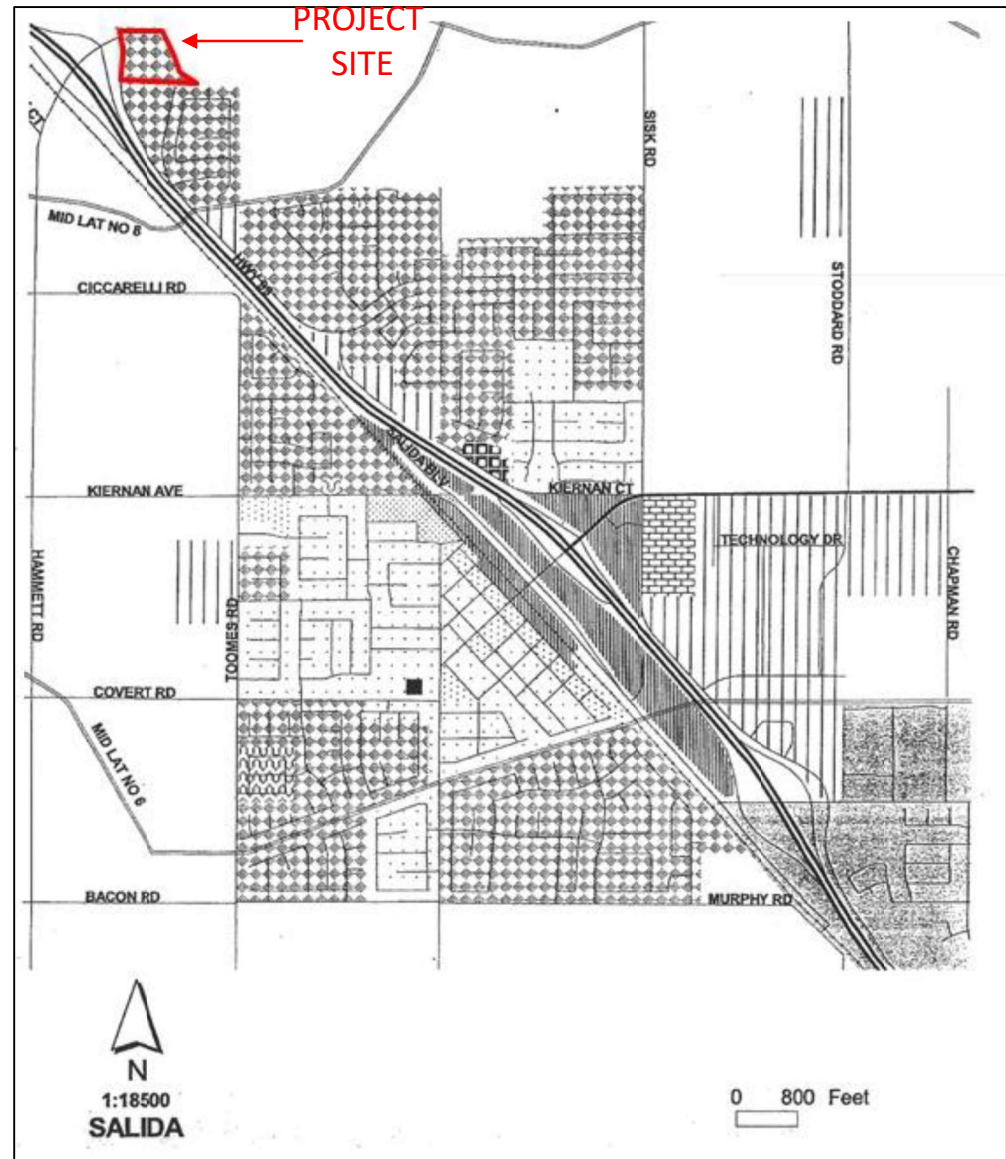 PROJECT
SITE
SISK RD
MID LAT NO 8
HWY 99
STODDARD RD
CICCARELLI RD
SALIDA BLV
KIERNAN AVE
KIERNAN CT
TECHNOLOGY DR
HAMMETT RD
TOOMES RD
CHAPMAN RD
COVERT RD
MID LAT NO 6
BACON RD
MURPHY RD
N
1:18500
SALIDA
0 800 Feet